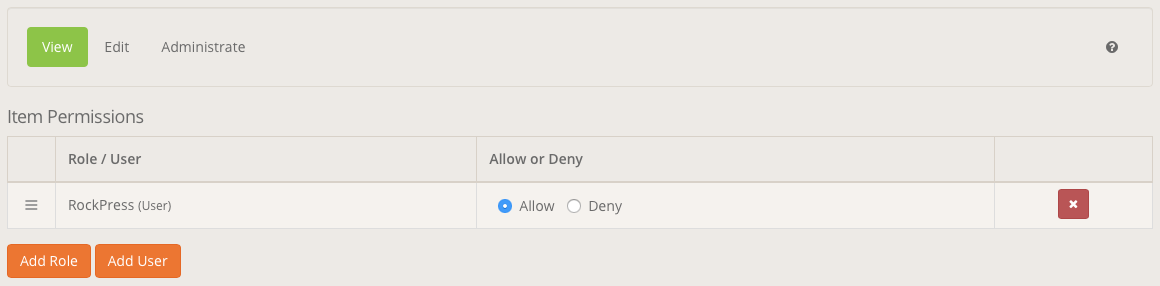 View Edit Administrate
Item Permissions
Role / User Allow or Deny
RockPress (User) Allow Deny
Add Role Add User